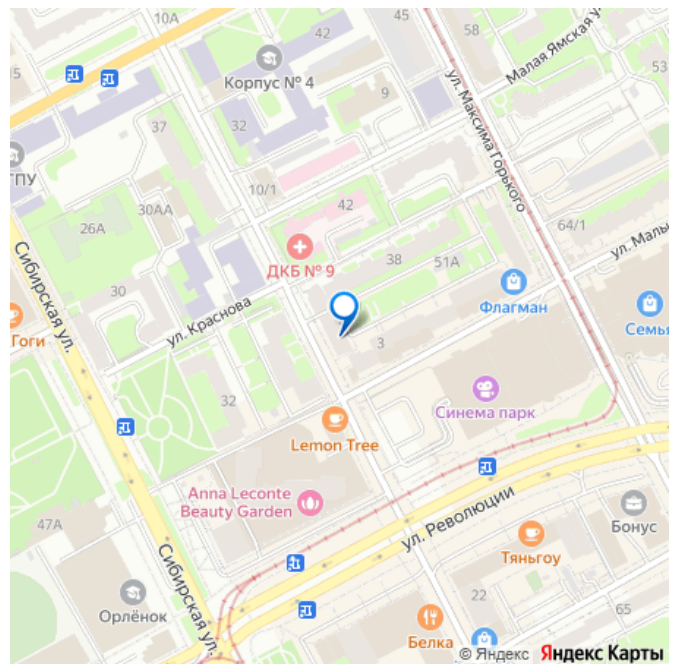 10А
42
45
58
Малая Ямская ул.
53
15
Корпус № 4
9
ул. Максима Горького
37
32
ГПУ
10/1
42
30АА
26А
64/1
ул. Малы
ДКБ № 9
38
51А
Сибирская ул.
30
Флагман
Семья
Гоги
ул. Краснова
3
Синема парк
32
Lemon Tree
Anna Leconte
Beauty Garden
ул. Революции
Бонус
47А
Тяньгоу
Сибирская ул.
Орлёнок
22
65
Белка
© Яндекс Яндекс Карты